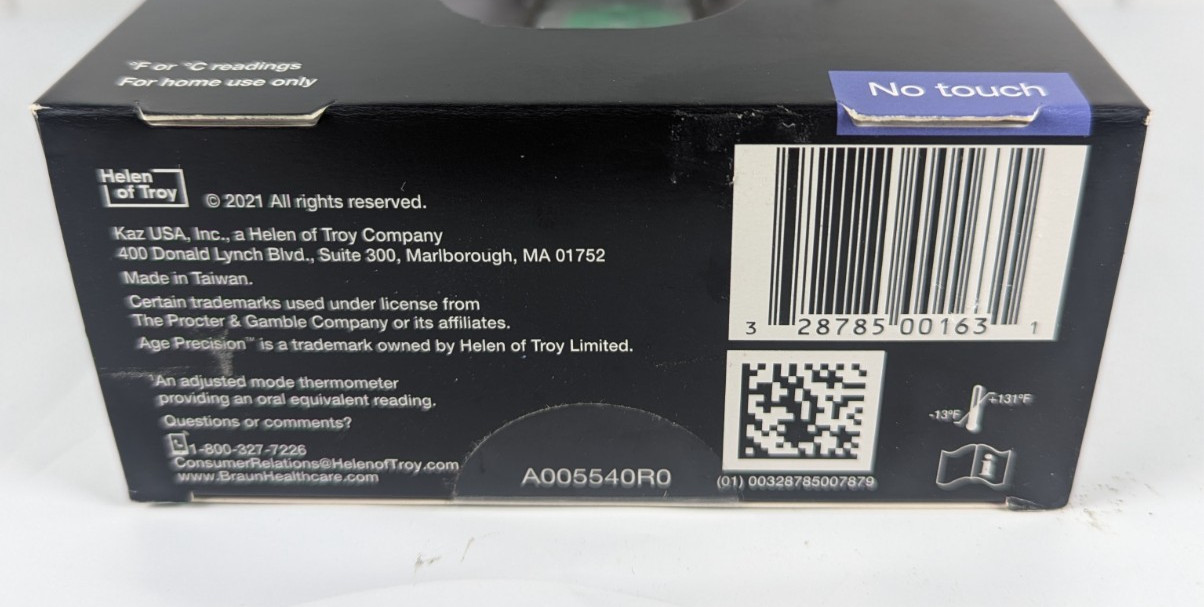 °F or °C readings
For home use only
No touch
Helen
of Troy
© 2021 All rights reserved.
Kaz USA, Inc., a Helen of Troy Company
400 Donald Lynch Blvd., Suite 300, Marlborough, MA 01752
Made in Taiwan.
Certain trademarks used under license from
The Procter & Gamble Company or its affiliates.
Age Precision™ is a trademark owned by Helen of Troy Limited.
¹An adjusted mode thermometer
providing an oral equivalent reading.
Questions or comments?
1-800-327-7226
ConsumerRelations@HelenofTroy.com
www.BraunHealthcare.com
A005540R0
3 28785 00163 1
(01) 00328785007879
-13°F
+131°F
i